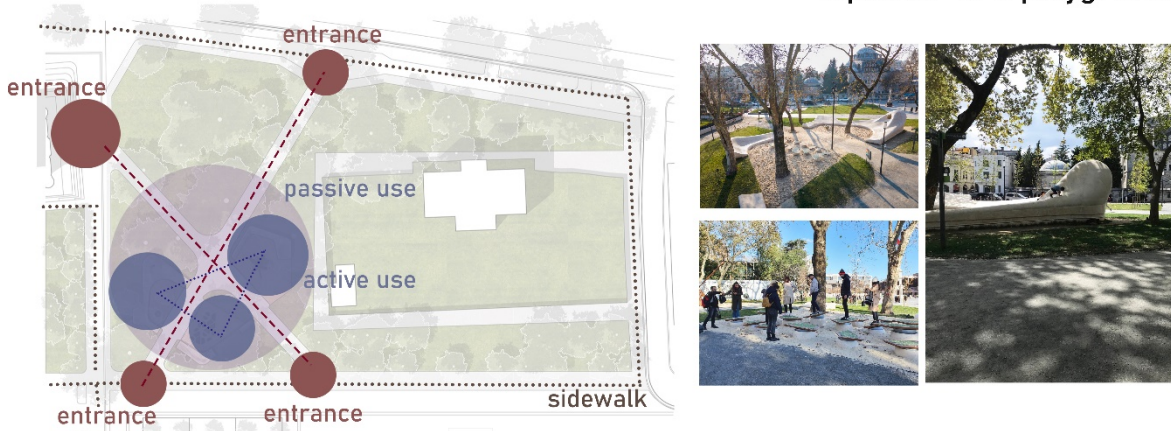 entrance
entrance
passive use
active use
sidewalk
entrance
entrance